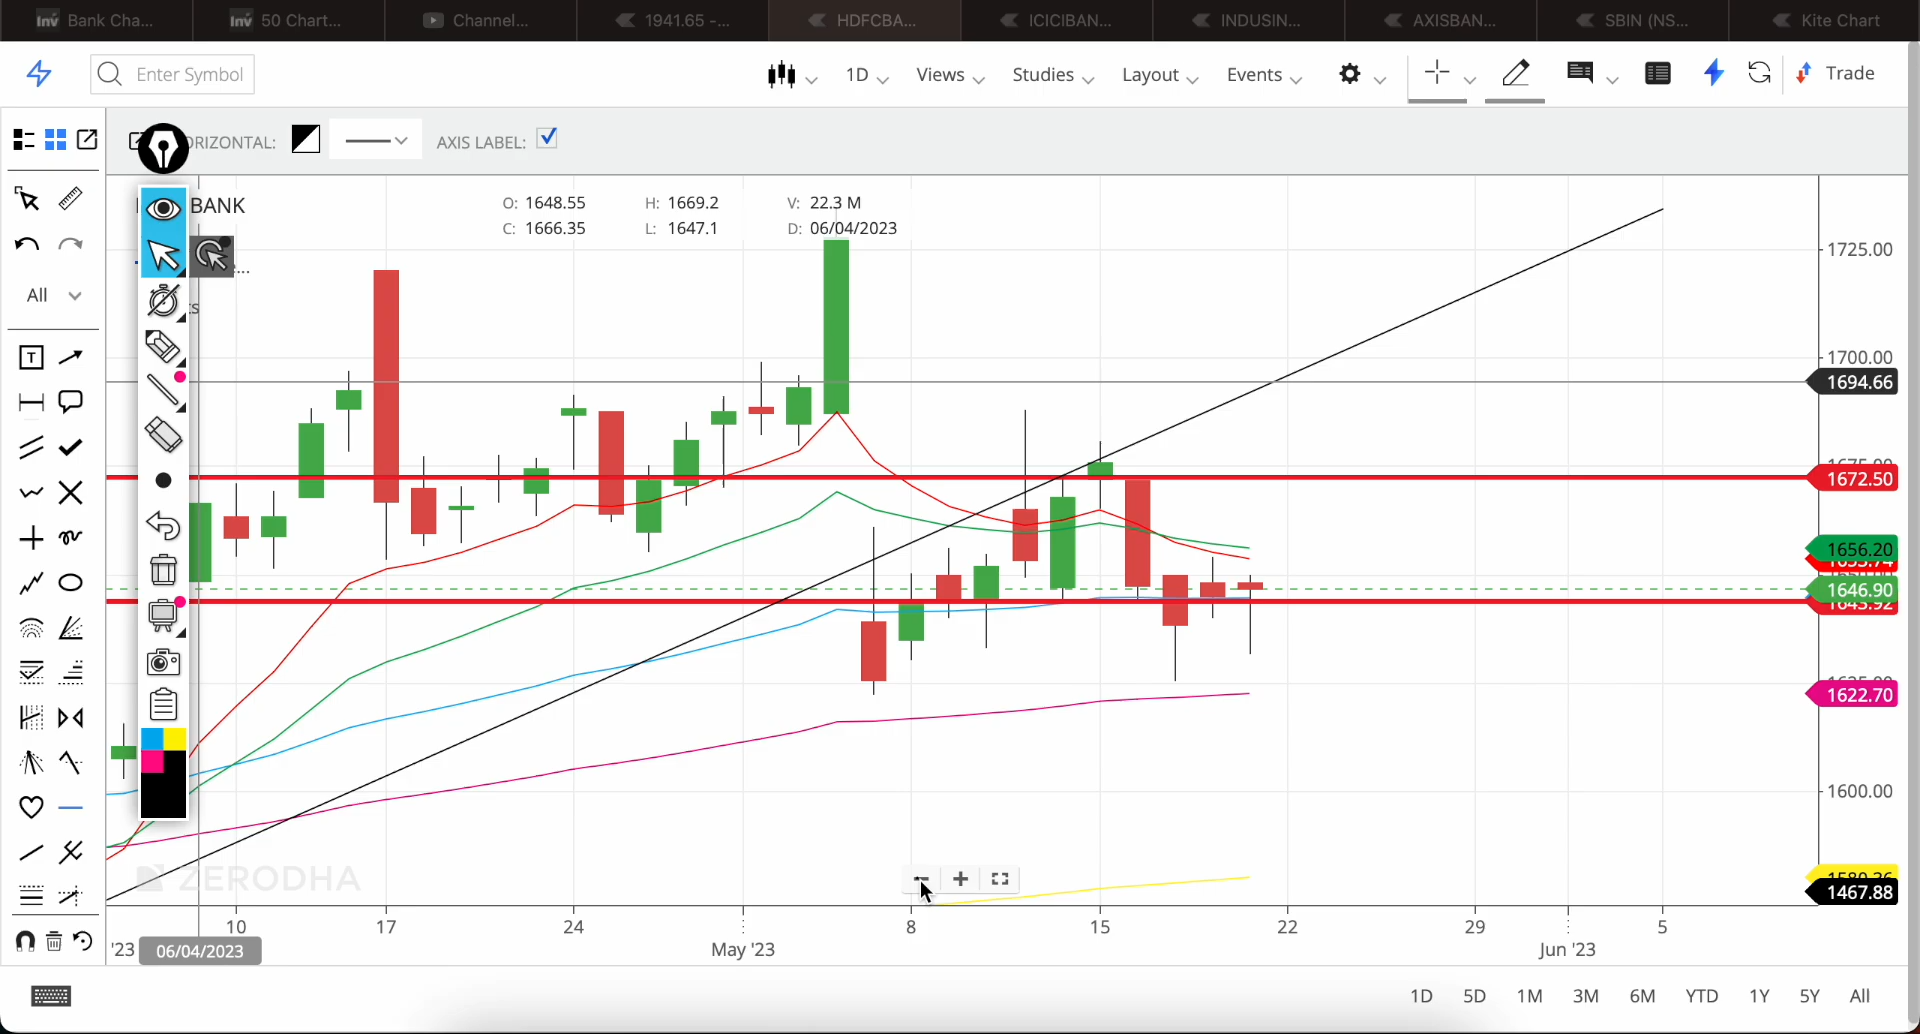 Bank Cha...
50 Chart...
Channel...
1941.65 -...
HDFCBA...
ICICIBAN...
INDUSIN...
AXISBAN...
SBIN (NS...
Kite Chart
Enter Symbol
1D
Views
Studies
Layout
Events
Trade
RIZONTAL:
AXIS LABEL:
BANK
O: 1648.55
H: 1669.2
V: 22.3 M
C: 1666.35
L: 1647.1
D: 06/04/2023
All
T
1725.00
1700.00
1694.66
1672.50
1656.20
1646.90
1622.70
1600.00
1467.88
ZERODHA
10
17
24
8
15
22
29
5
'23
06/04/2023
May '23
Jun '23
1D
5D
1M
3M
6M
YTD
1Y
5Y
All